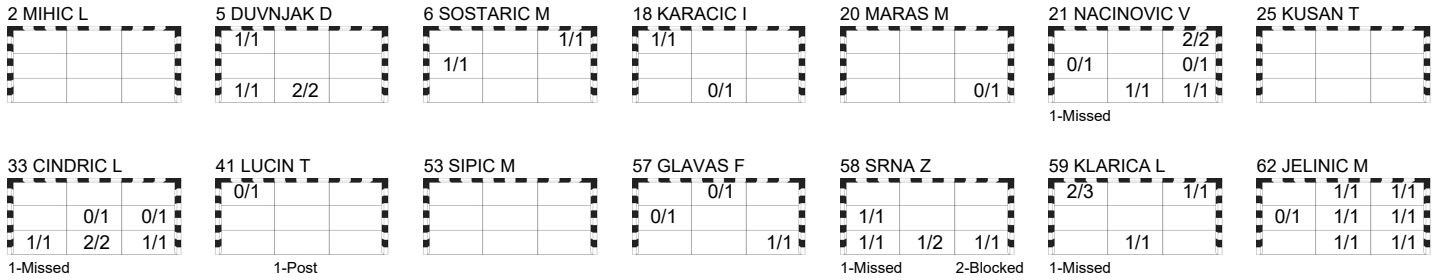 2 MIHIC L 5 DUVNJAK D 6 SOSTARIC M 18 KARACIC I 20 MARAS M 21 NACINOVIC V 25 KUSAN T
1/1 1/1 1/1 2/2
1/1 0/1 0/1
1/1 2/2 0/1 0/1 1/1 1/1
1-Missed
33 CINDRIC L 41 LUCIN T 53 SIPIC M 57 GLAVAS F 58 SRNA Z 59 KLARICA L 62 JELINIC M
0/1 0/1 2/3 1/1 1/1 1/1
0/1 0/1 0/1 1/1 0/1 1/1 1/1
1/1 2/2 1/1 1/1 1/1 1/2 1/1 1/1 1/1 1/1
1-Missed 1-Post 1-Missed 2-Blocked 1-Missed